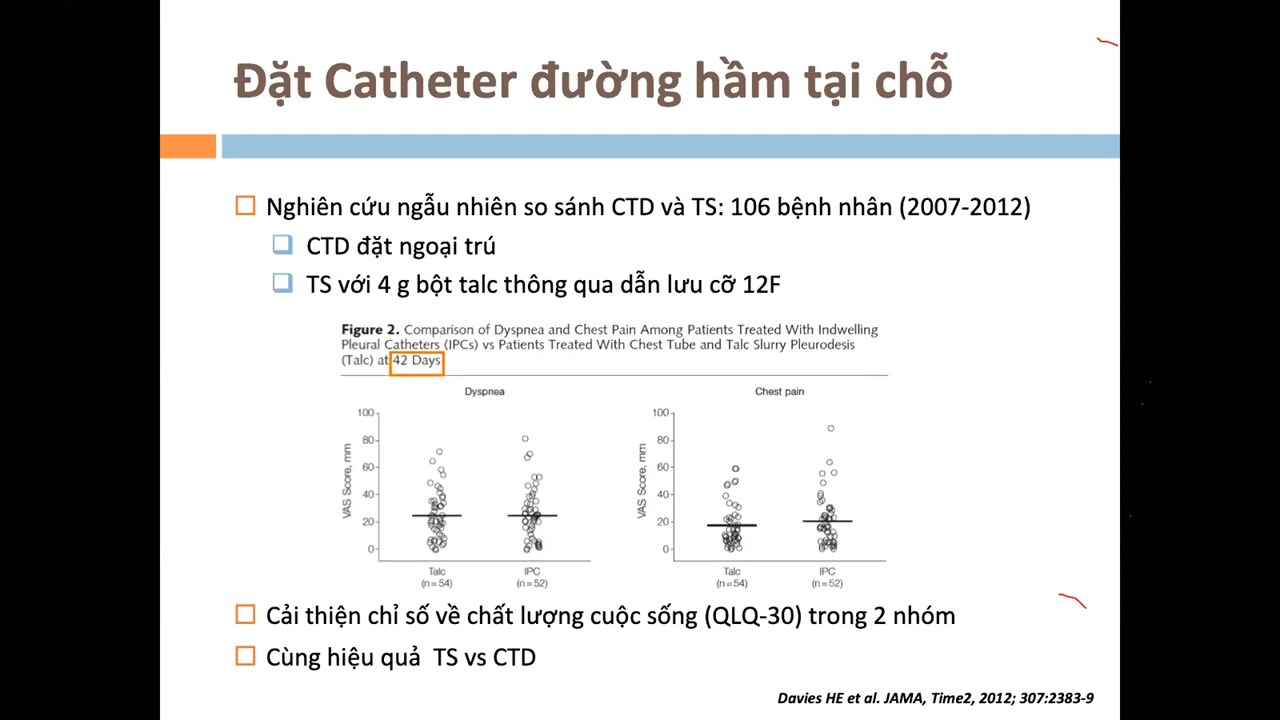 Đặt Catheter đường hầm tại chỗ
Nghiên cứu ngẫu nhiên so sánh CTD và TS: 106 bệnh nhân (2007-2012)
CTD đặt ngoại trú
TS với 4 g bột talc thông qua dẫn lưu cỡ 12F
Figure 2. Comparison of Dyspnea and Chest Pain Among Patients Treated With Indwelling
Pleural Catheters (IPCs) vs Patients Treated With Chest Tube and Talc Slurry Pleurodesis
(Talc) at 42 Days
Dyspnea
100
80
60
40
20
0
VAS Score, mm
Talc
(n=54)
IPC
(n=52)
Chest pain
100
80
60
40
20
0
VAS Score, mm
Talc
(n=54)
IPC
(n=52)
Cải thiện chỉ số về chất lượng cuộc sống (QLQ-30) trong 2 nhóm
Cùng hiệu quả TS vs CTD
Davies HE et al. JAMA, Time2, 2012; 307:2383-9